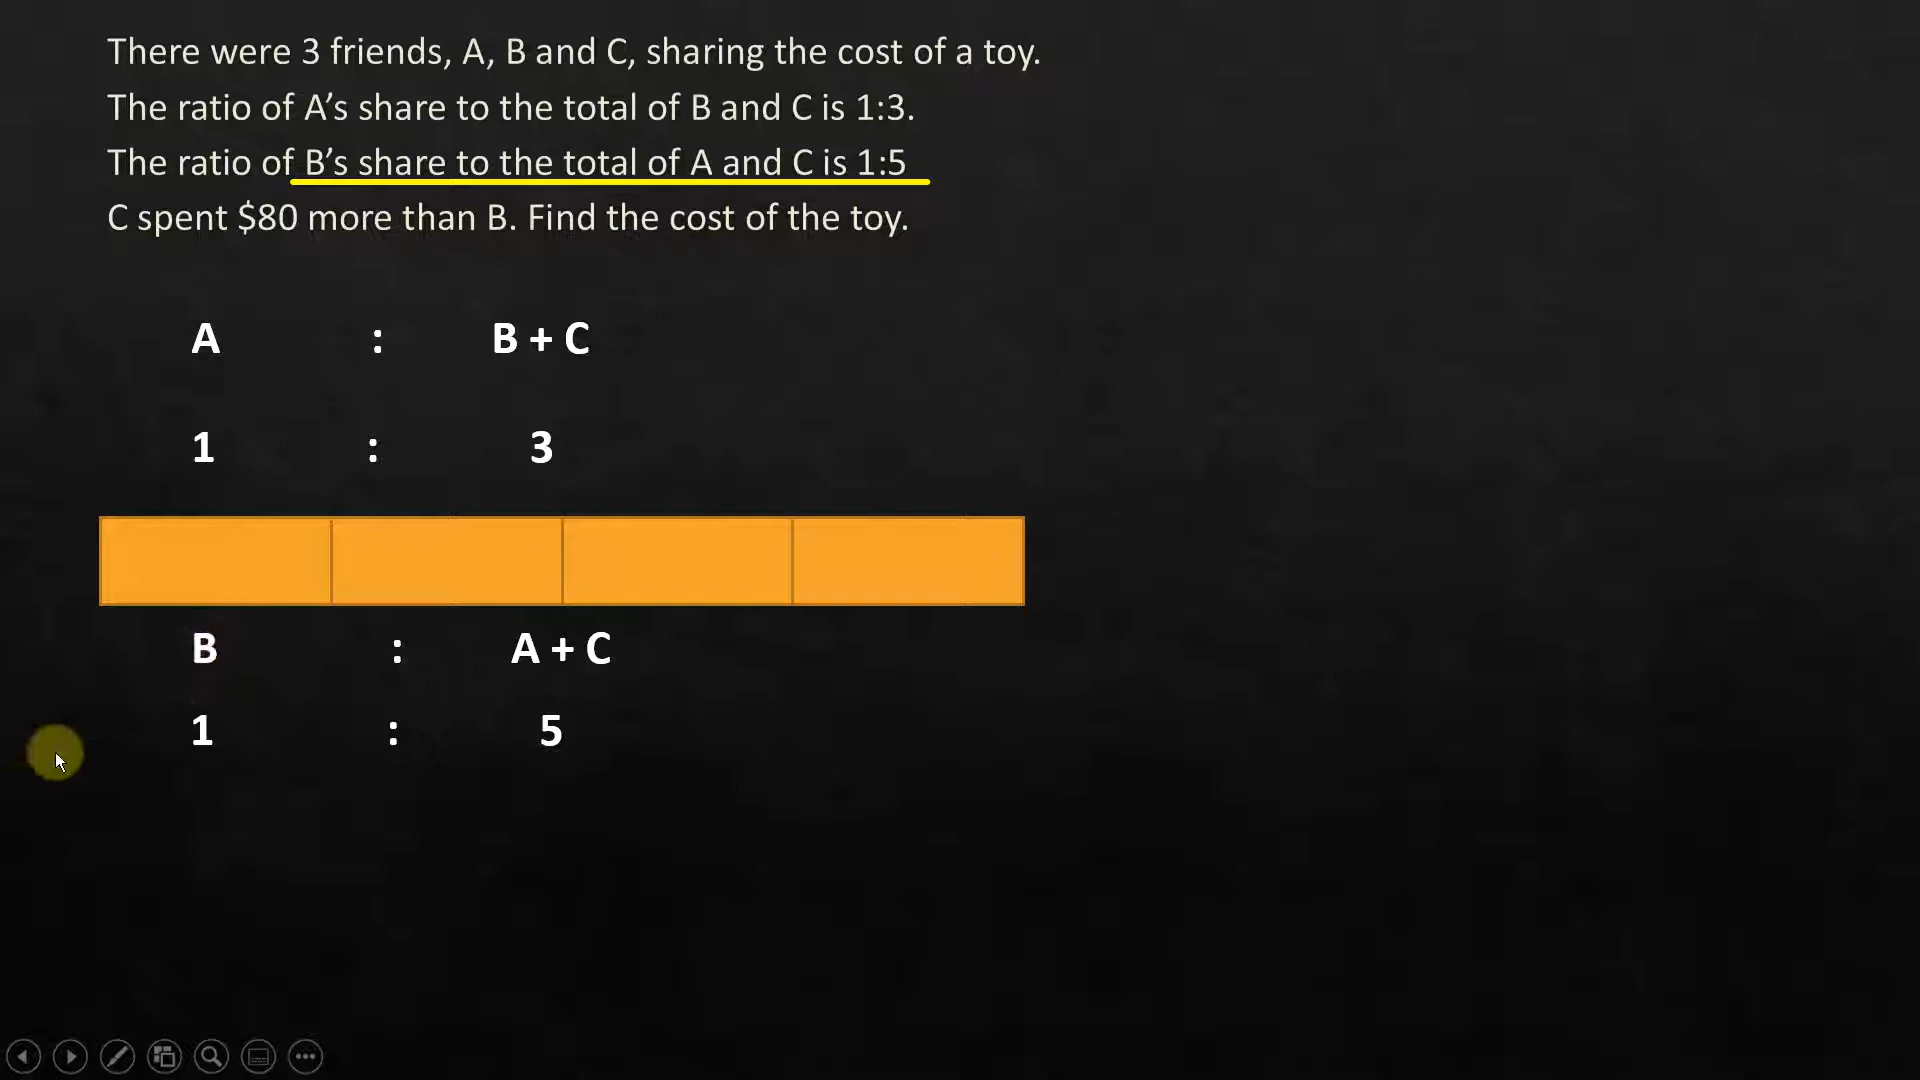 There were 3 friends, A, B and C, sharing the cost of a toy.
The ratio of A’s share to the total of B and C is 1:3.
The ratio of B’s share to the total of A and C is 1:5
C spent $80 more than B. Find the cost of the toy.
A : B + C
1 : 3
B : A + C
1 : 5